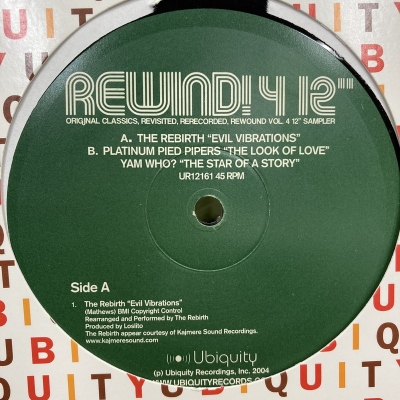 REWIND! 4 12"
ORIGINAL CLASSICS, REVISITED, RERECORDED, REWOUND VOL. 4 12" SAMPLER
A. THE REBIRTH "EVIL VIBRATIONS"
B. PLATINUM PIED PIPERS "THE LOOK OF LOVE"
YAM WHO? "THE STAR OF A STORY"
UR12161 45 RPM
Side A
1. The Rebirth "Evil Vibrations"
(Mathews) BMI Copyright Control
Rearranged and Performed by The Rebirth
Produced by Loslito
The Rebirth appear courtesy of Kajmere Sound Recordings.
www.kajmeresound.com
Ubiquity
(p) Ubiquity Recordings, Inc. 2004
WWW.UBIQUITYRECORDS.CO